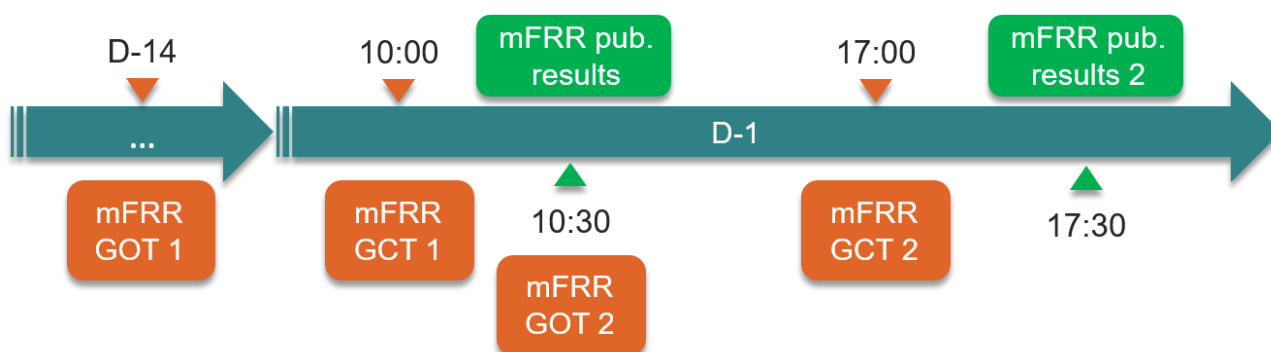 D-14
10:00
mFRR pub.
results
17:00
mFRR pub.
results 2
...
D-1
mFRR
GOT 1
mFRR
GCT 1
10:30
mFRR
GOT 2
mFRR
GCT 2
17:30